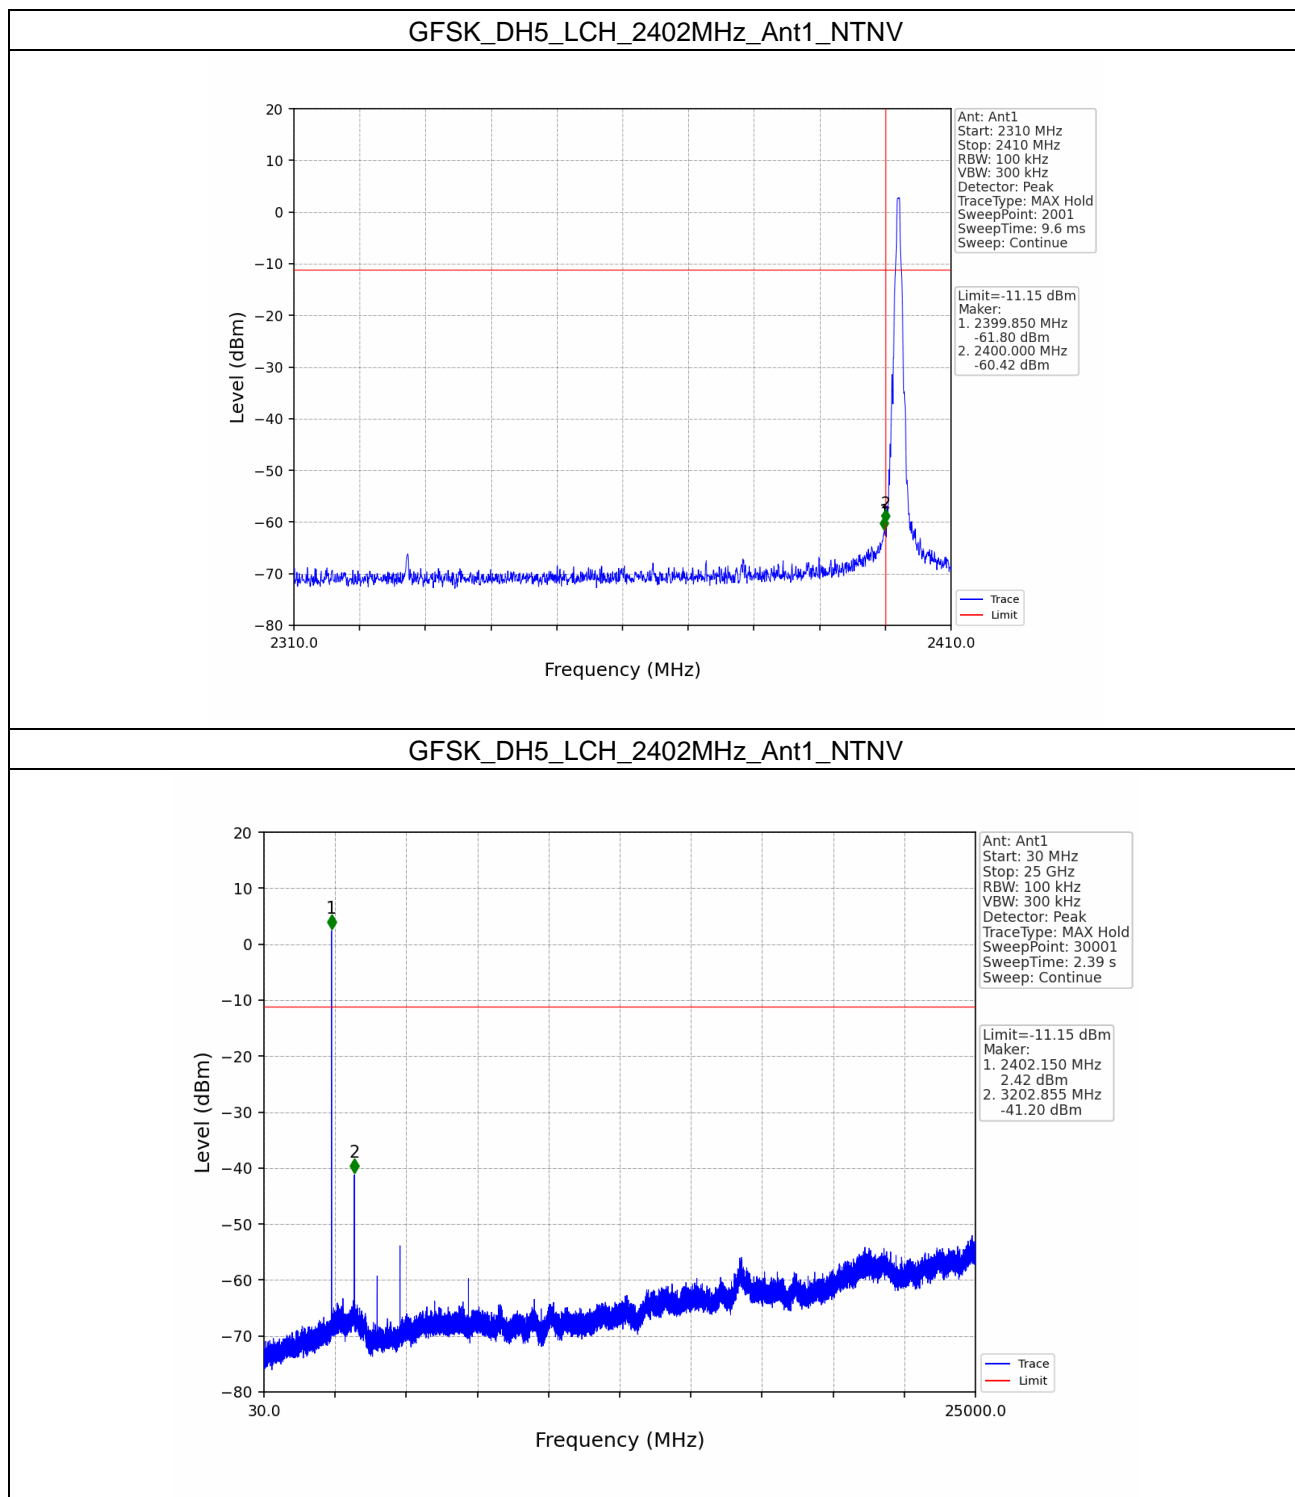 GFSK_DH5_LCH_2402MHz_Ant1_NTNV
20
10
0
−10
−20
−30
−40
−50
−60
−70
−80
Level (dBm)
2310.0
2410.0
Frequency (MHz)
2
Ant: Ant1
Start: 2310 MHz
Stop: 2410 MHz
RBW: 100 kHz
VBW: 300 kHz
Detector: Peak
TraceType: MAX Hold
SweepPoint: 2001
SweepTime: 9.6 ms
Sweep: Continue
Limit=-11.15 dBm
Maker:
1. 2399.850 MHz
-61.80 dBm
2. 2400.000 MHz
-60.42 dBm
Trace
Limit
GFSK_DH5_LCH_2402MHz_Ant1_NTNV
20
10
0
−10
−20
−30
−40
−50
−60
−70
−80
Level (dBm)
30.0
25000.0
Frequency (MHz)
1
2
Ant: Ant1
Start: 30 MHz
Stop: 25 GHz
RBW: 100 kHz
VBW: 300 kHz
Detector: Peak
TraceType: MAX Hold
SweepPoint: 30001
SweepTime: 2.39 s
Sweep: Continue
Limit=-11.15 dBm
Maker:
1. 2402.150 MHz
2.42 dBm
2. 3202.855 MHz
-41.20 dBm
Trace
Limit